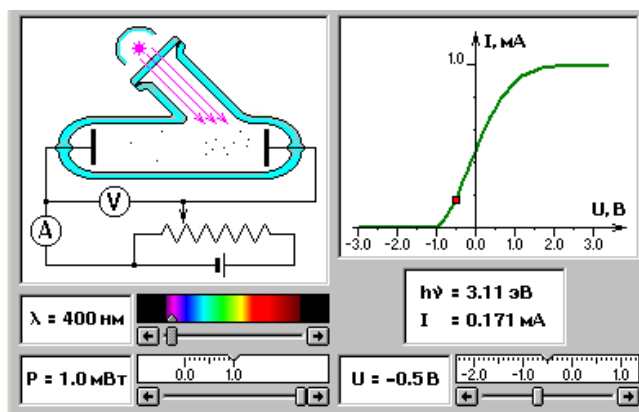 I, мА
1.0
U, В
-3.0 -2.0 -1.0 0.0 1.0 2.0 3.0
V
A
hν = 3.11 эВ
I = 0.171 мА
λ = 400 нм
P = 1.0 мВт
0.0 1.0
U = -0.5 В
-2.0 -1.0 0.0 1.0